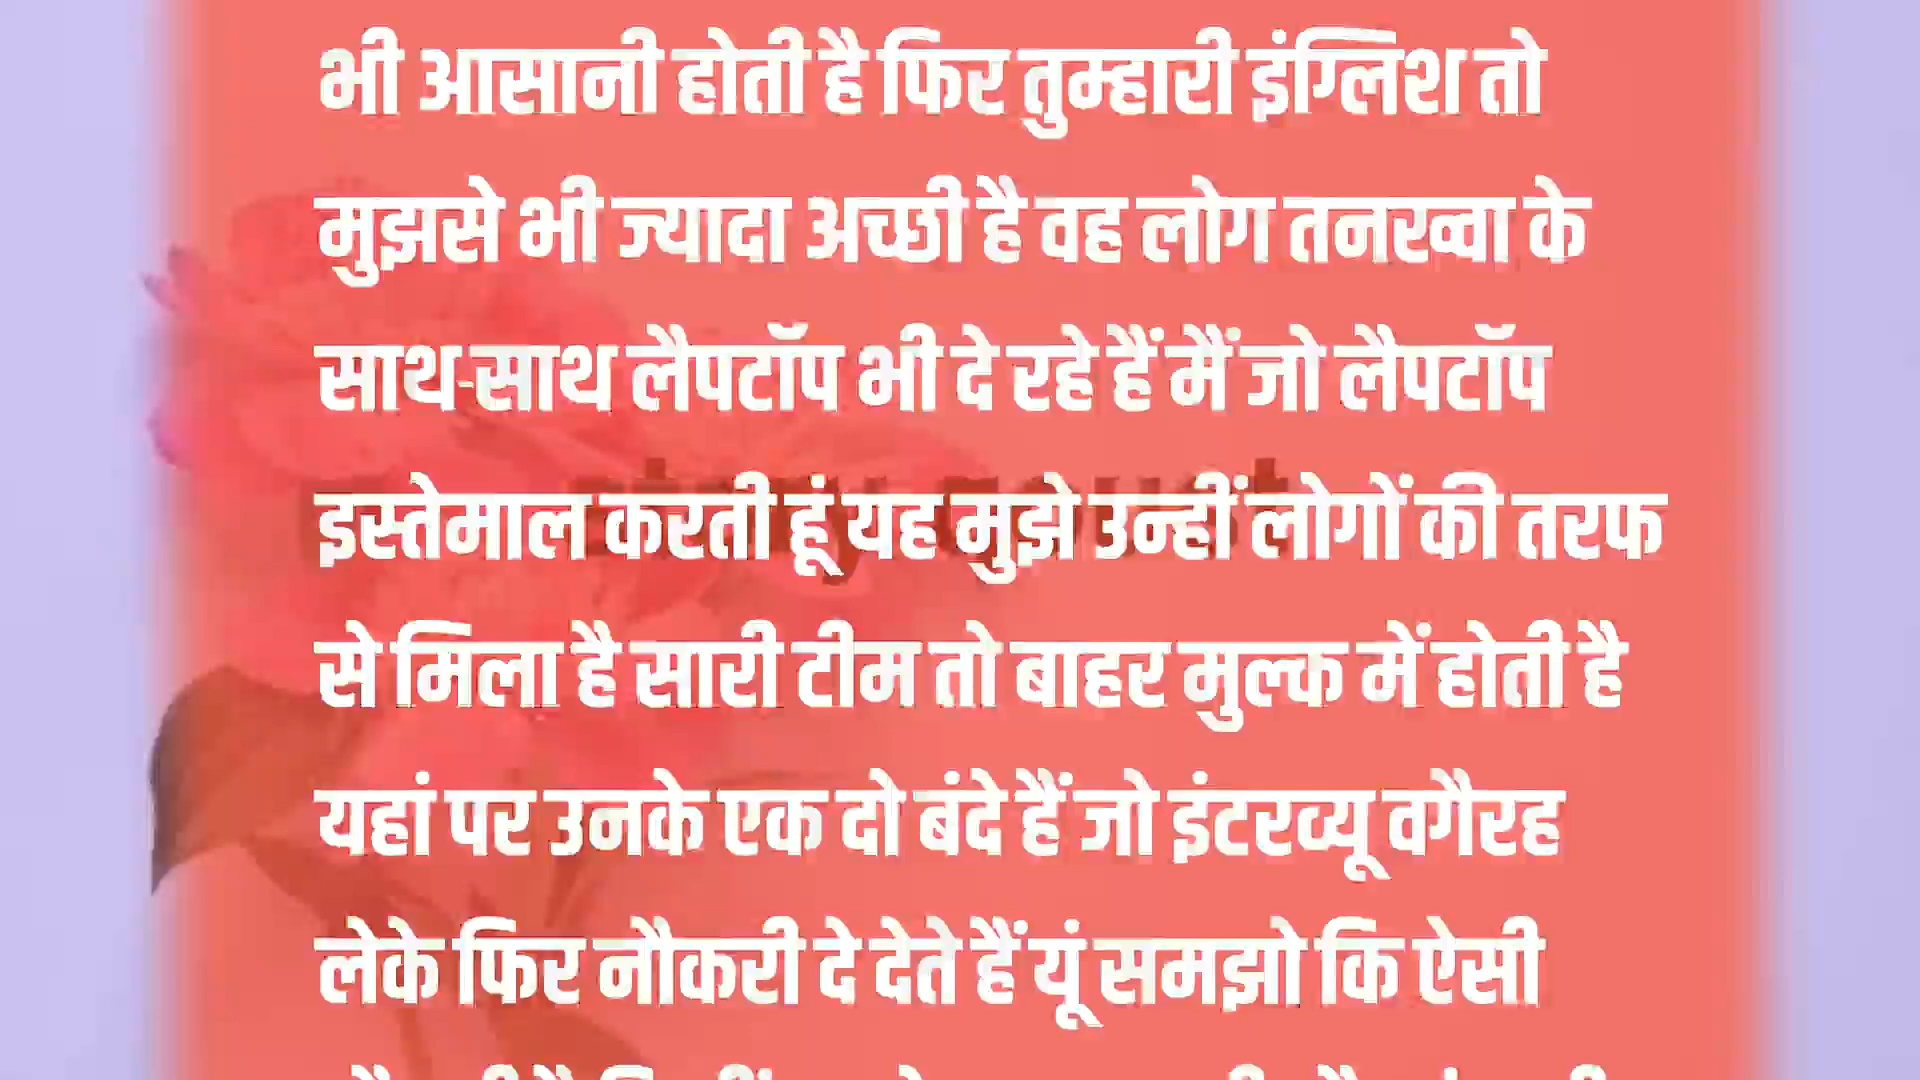 भी आसानी होती है फिर तुम्हारी इंग्लिश तो
मुझसे भी ज्यादा अच्छी है वह लोग तनख्वा के
साथ-साथ लैपटॉप भी दे रहे हैं मैं जो लैपटॉप
इस्तेमाल करती हूं यह मुझे उन्हीं लोगों की तरफ
से मिला है सारी टीम तो बाहर मुल्क में होती है
यहां पर उनके एक दो बंदे हैं जो इंटरव्यू वगैरह
लेके फिर नौकरी दे देते हैं यूं समझो कि ऐसी